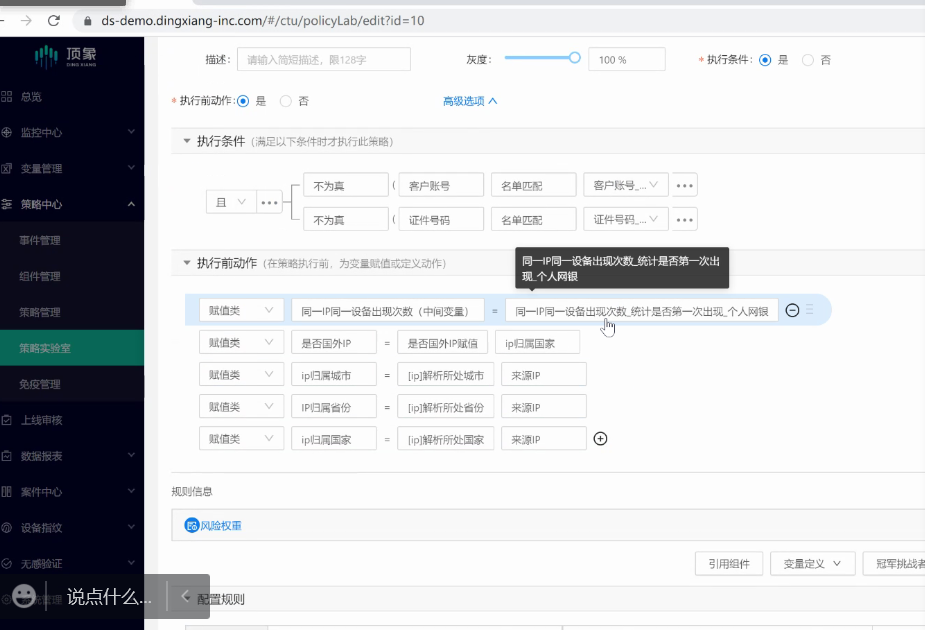 ds-demo.dingxiang-inc.com/#/ctu/policyLab/edit?id=10
顶象
DING XIANG
总览
监控中心
变量管理
策略中心
事件管理
组件管理
策略管理
策略实验室
免疫管理
上线审核
数据报表
案件中心
设备指纹
无感验证
说点什么...
描述: 请输入简短描述，限128字 灰度: 100 % * 执行条件: 是 否
* 执行前动作: 是 否 高级选项
执行条件 (满足以下条件时才执行此策略)
且 ••• 不为真 ( 客户账号 名单匹配 客户账号_... •••
不为真 ( 证件号码 名单匹配 证件号码_... •••
执行前动作 (在策略执行前，为变量赋值或定义动作)
同一IP同一设备出现次数_统计是否第一次出
现_个人网银
赋值类 同一IP同一设备出现次数（中间变量） = 同一IP同一设备出现次数_统计是否第一次出现_个人网银
赋值类 是否国外IP = 是否国外IP赋值 ip归属国家
赋值类 ip归属城市 = [ip]解析所处城市 来源IP
赋值类 IP归属省份 = [ip]解析所处省份 来源IP
赋值类 ip归属国家 = [ip]解析所处国家 来源IP
规则信息
风险权重
引用组件 变量定义 冠军挑战者
配置规则